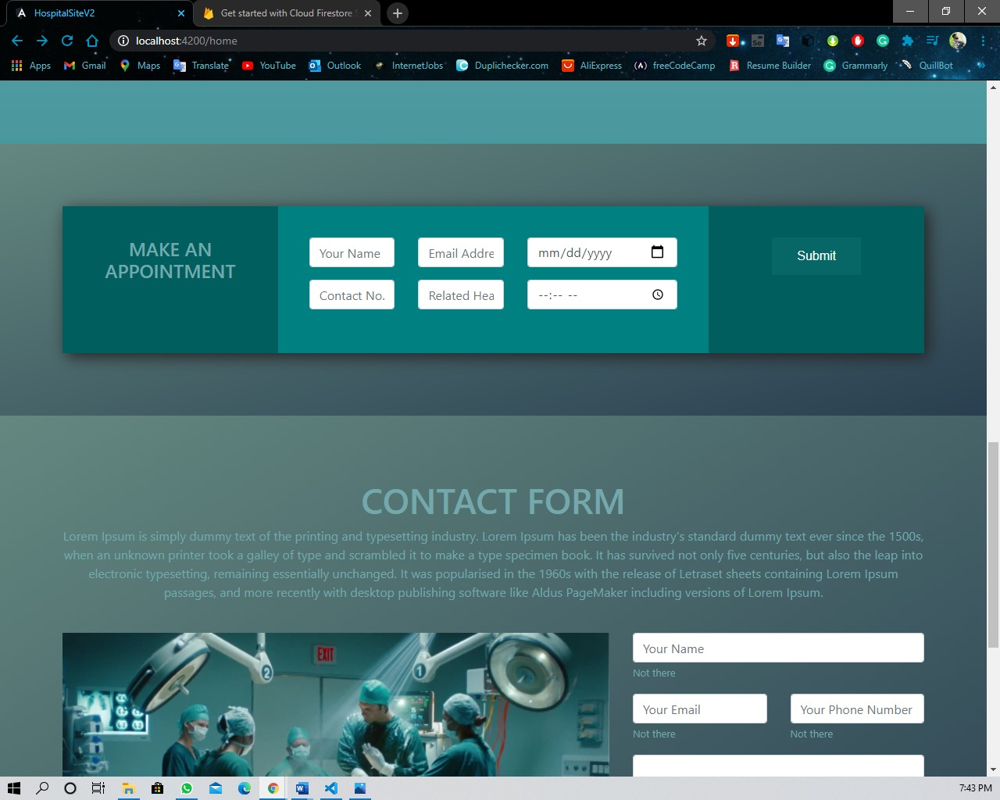 HospitalSiteV2
Get started with Cloud Firestore
localhost:4200/home
Apps
Gmail
Maps
Translate
YouTube
Outlook
InternetJobs
Duplichecker.com
AliExpress
freeCodeCamp
Resume Builder
Grammarly
QuillBot
MAKE AN
APPOINTMENT
Your Name
Email Addre
mm/dd/yyyy
Submit
Contact No.
Related Hea
--:-- --
CONTACT FORM
Lorem Ipsum is simply dummy text of the printing and typesetting industry. Lorem Ipsum has been the industry's standard dummy text ever since the 1500s,
when an unknown printer took a galley of type and scrambled it to make a type specimen book. It has survived not only five centuries, but also the leap into
electronic typesetting, remaining essentially unchanged. It was popularised in the 1960s with the release of Letraset sheets containing Lorem Ipsum
passages, and more recently with desktop publishing software like Aldus PageMaker including versions of Lorem Ipsum.
EXIT
2
1
Your Name
Not there
Your Email
Your Phone Number
Not there
Not there
7:43 PM